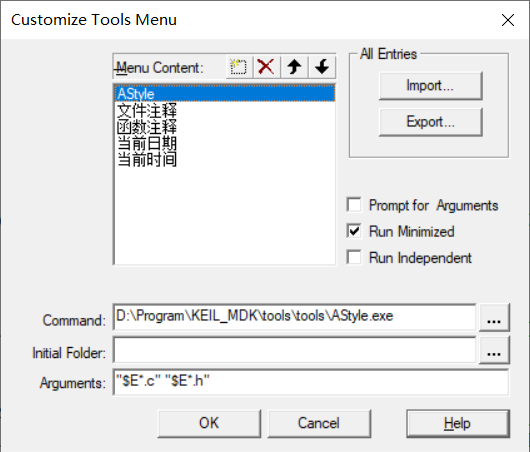 Customize Tools Menu
Menu Content:
AStyle
文件注释
函数注释
当前日期
当前时间
All Entries
Import...
Export...
Prompt for Arguments
Run Minimized
Run Independent
Command: D:\Program\KEIL_MDK\tools\tools\AStyle.exe ...
Initial Folder: ...
Arguments: "$E*.c" "$E*.h"
OK Cancel Help